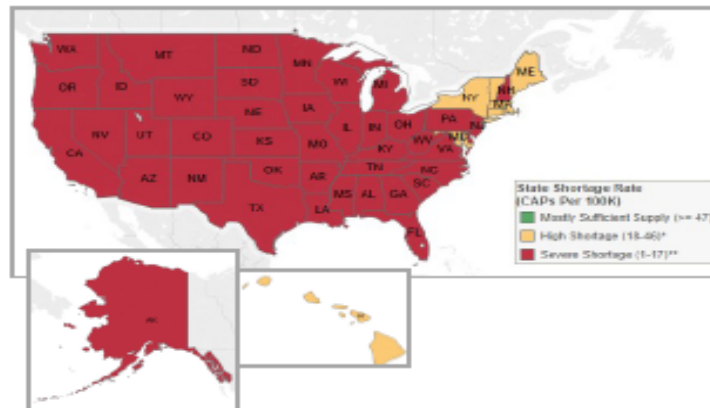 WA
MT
ND
MN
ME
OR
ID
SD
WI
MI
NY
NH
MA
WY
IA
NE
PA
NV
UT
CO
IL
IN
OH
NJ
MD
CA
KS
MO
KY
WV
VA
AZ
NM
OK
AR
TN
NC
SC
TX
LA
MS
AL
GA
FL
State Shortage Rate
(CAPs Per 100K)
Mostly Sufficient Supply (>= 47)
High Shortage (18-46)*
Severe Shortage (1-17)**
AK